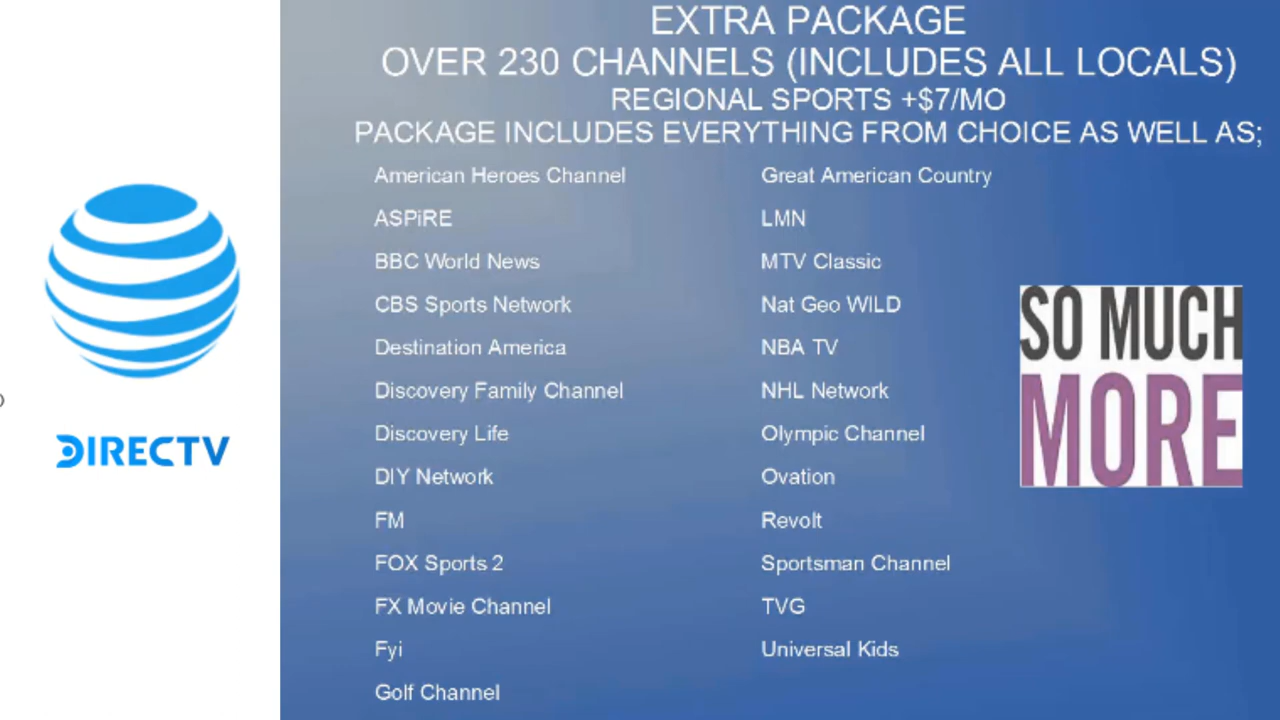 EXTRA PACKAGE
OVER 230 CHANNELS (INCLUDES ALL LOCALS)
REGIONAL SPORTS +$7/MO
PACKAGE INCLUDES EVERYTHING FROM CHOICE AS WELL AS;
American Heroes Channel
ASPiRE
BBC World News
CBS Sports Network
Destination America
Discovery Family Channel
Discovery Life
DIY Network
FM
FOX Sports 2
FX Movie Channel
Fyi
Golf Channel
Great American Country
LMN
MTV Classic
Nat Geo WILD
NBA TV
NHL Network
Olympic Channel
Ovation
Revolt
Sportsman Channel
TVG
Universal Kids
SO MUCH
MORE
DIRECTV